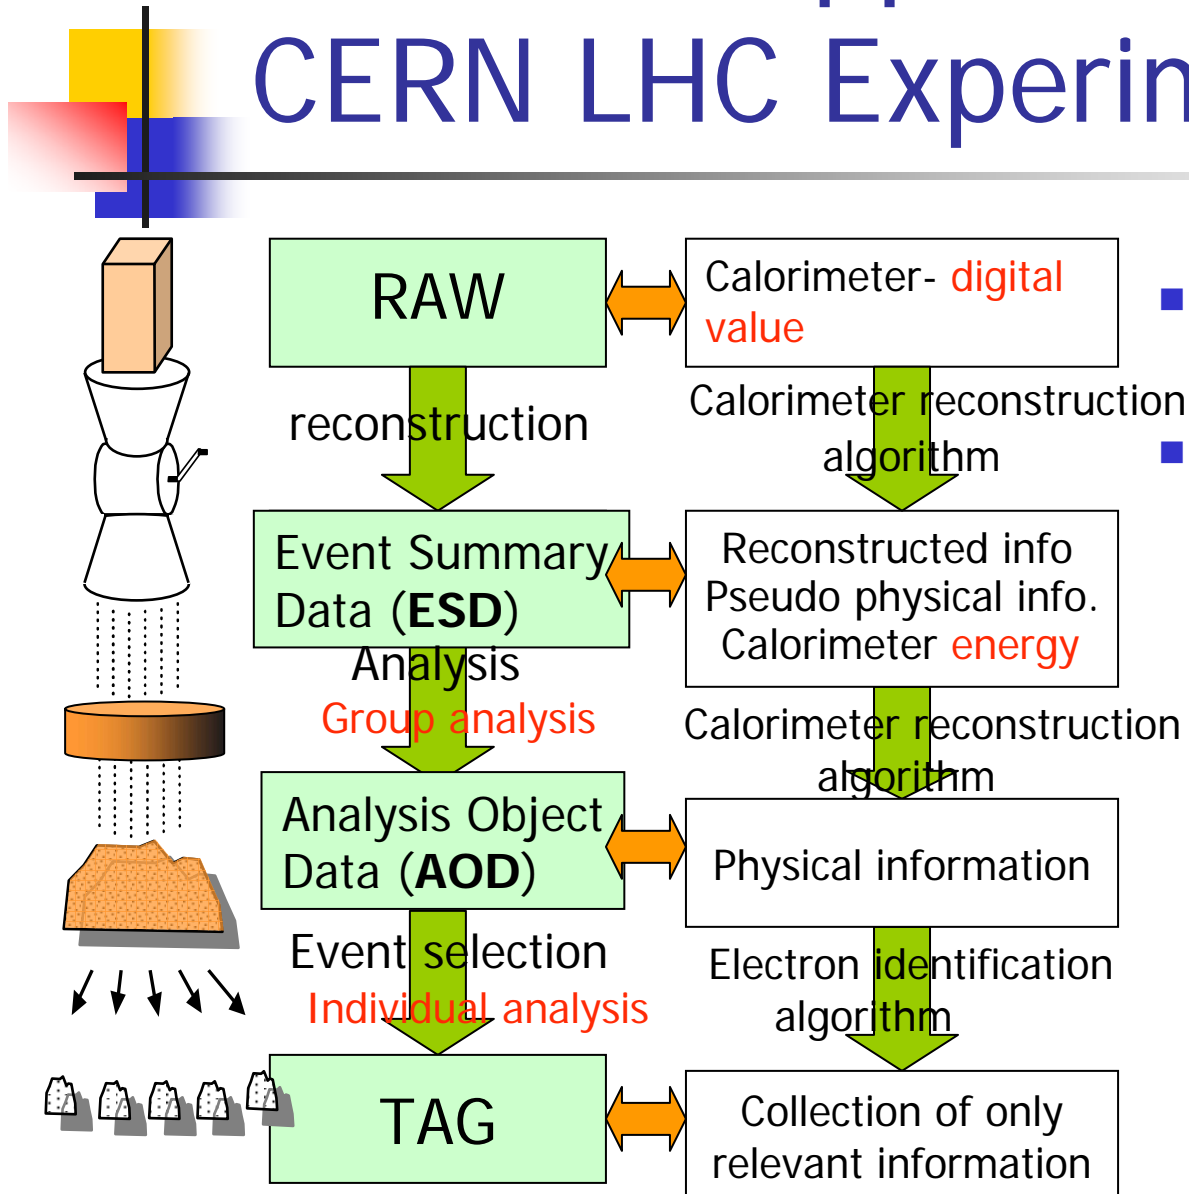 CERN LHC
RAW
Calorimeter- digital
value
reconstruction
Calorimeter reconstruction
algorithm
Event Summary
Data (ESD)
Reconstructed info
Pseudo physical info.
Calorimeter energy
Analysis
Group analysis
Calorimeter reconstruction
algorithm
Analysis Object
Data (AOD)
Physical information
Event selection
Individual analysis
Electron identification
algorithm
TAG
Collection of only
relevant information